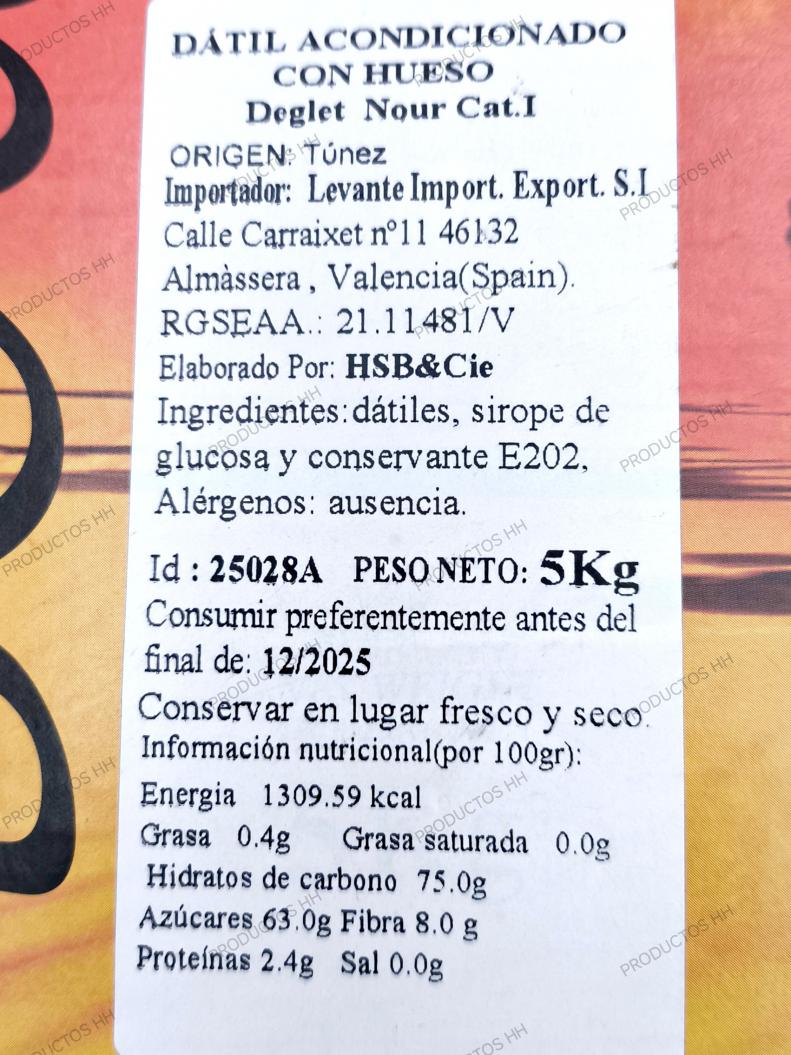 DÁTIL ACONDICIONADO
CON HUESO
Deglet Nour Cat.I
ORIGEN: Túnez
Importador: Levante Import. Export. S.I
Calle Carraixet nº11 46132
Almàssera , Valencia(Spain).
RGSEAA.: 21.11481/V
Elaborado Por: HSB&Cie
Ingredientes:dátiles, sirope de
glucosa y conservante E202,
Alérgenos: ausencia.
Id : 25028A PESO NETO: 5Kg
Consumir preferentemente antes del
final de: 12/2025
Conservar en lugar fresco y seco.
Información nutricional(por 100gr):
Energia 1309.59 kcal
Grasa 0.4g Grasa saturada 0.0g
Hidratos de carbono 75.0g
Azúcares 63.0g Fibra 8.0 g
Proteínas 2.4g Sal 0.0g
PRODUCTOS HH